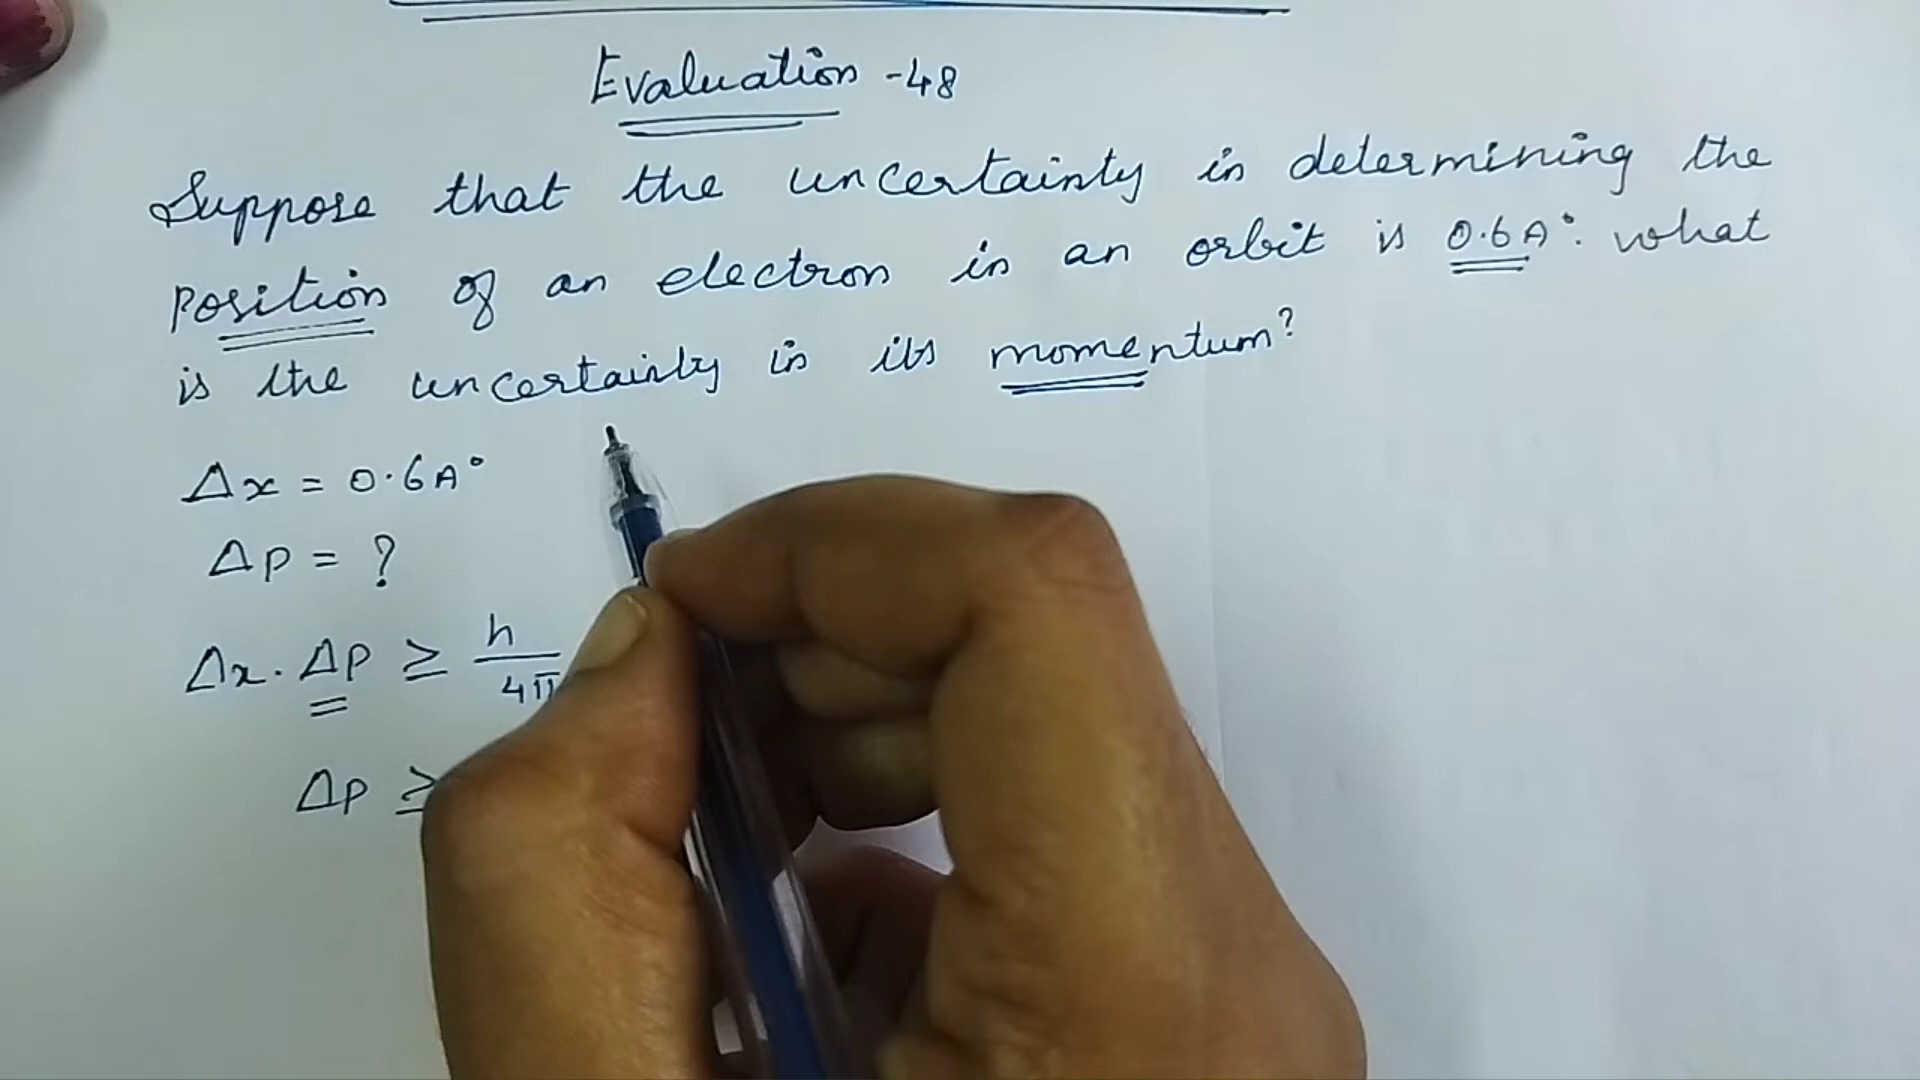 Evaluation -48
Suppose that the uncertainty in determining the
position of an electron in an orbit is 0.6A°. what
is the uncertainty in its momentum?
Δx = 0.6A°
Δp = ?
Δx. Δp ≥ h/4π
Δp ≥